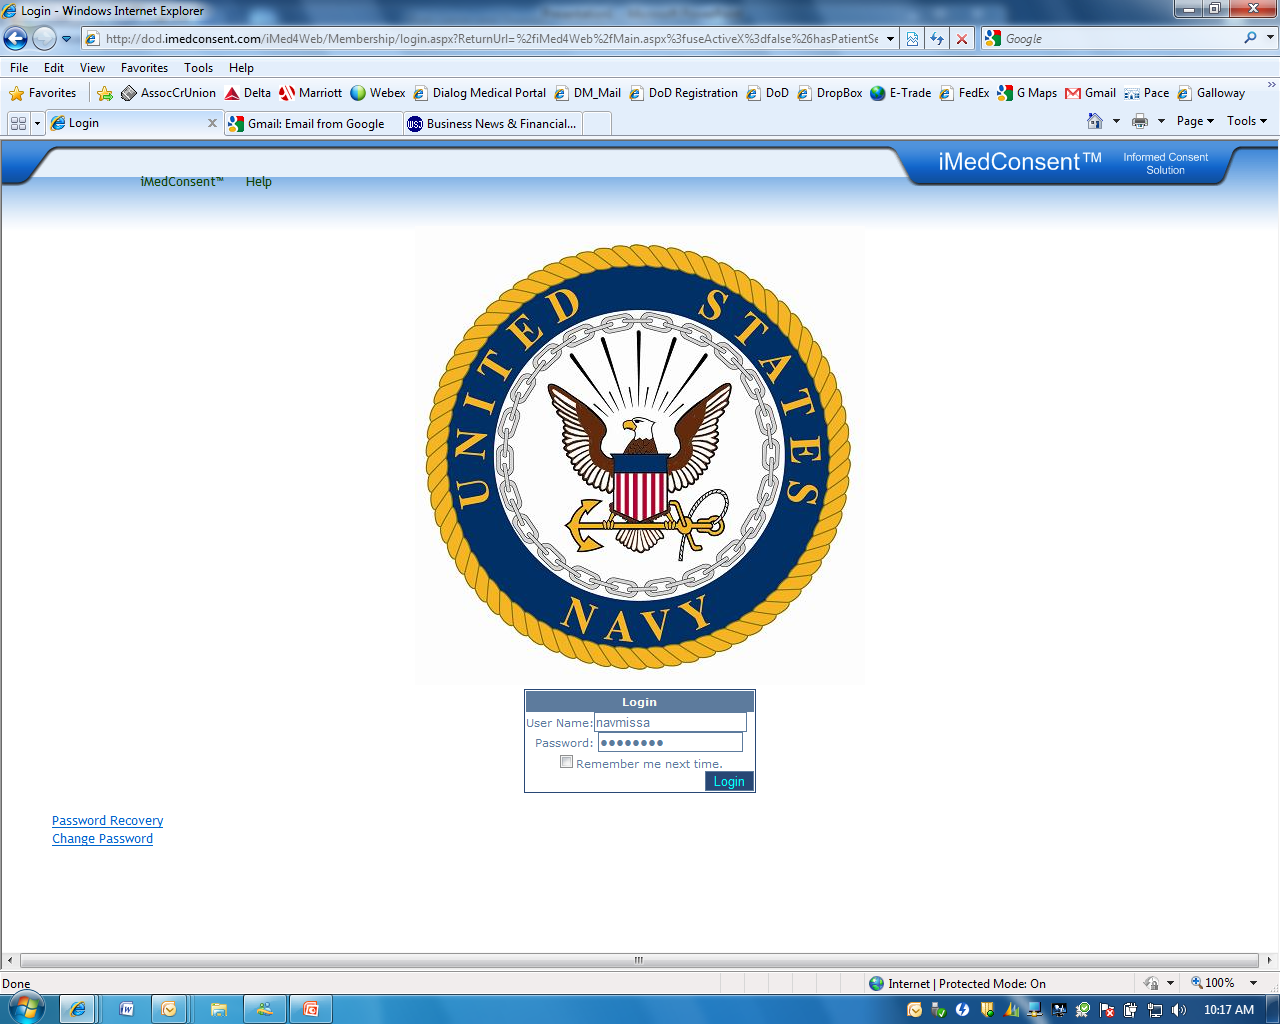 Login - Windows Internet Explorer
http://dod.imedconsent.com/iMed4Web/Membership/login.aspx?ReturnUrl=%2fiMed4Web%2fMain.aspx%3fuseActiveX%3dfalse%26hasPatientSe
Google
File Edit View Favorites Tools Help
Favorites AssocCrUnion Delta Marriott Webex Dialog Medical Portal DM_Mail DoD Registration DoD DropBox E-Trade FedEx G Maps Gmail Pace Galloway
Login Gmail: Email from Google Business News & Financial... Page Tools
iMedConsent™ Informed Consent
Solution
iMedConsent™ Help
UNITED STATES
NAVY
Login
User Name: navmissa
Password: ●●●●●●●●
Remember me next time.
Login
Password Recovery
Change Password
Done Internet | Protected Mode: On 100%
10:17 AM